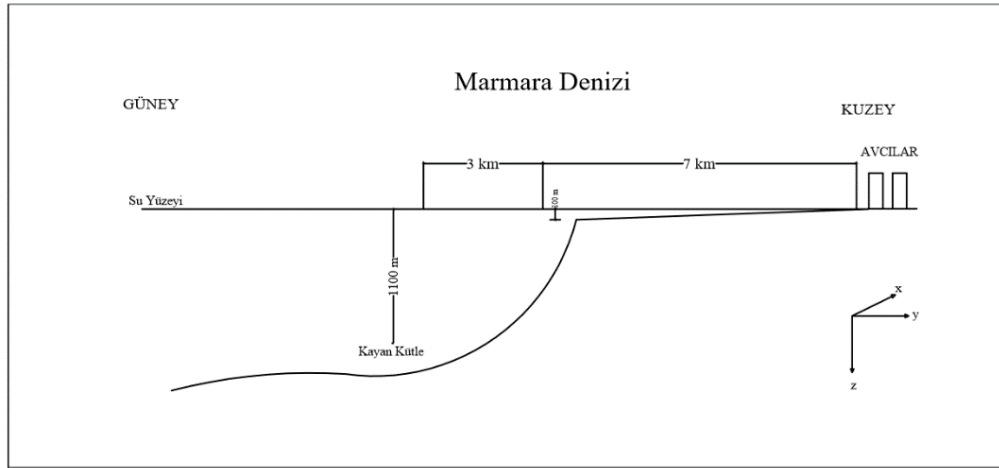 Marmara Denizi
GÜNEY
KUZEY
AVCILAR
3 km
7 km
Su Yüzeyi
100 m
1100 m
Kayan Kütle
x
y
z